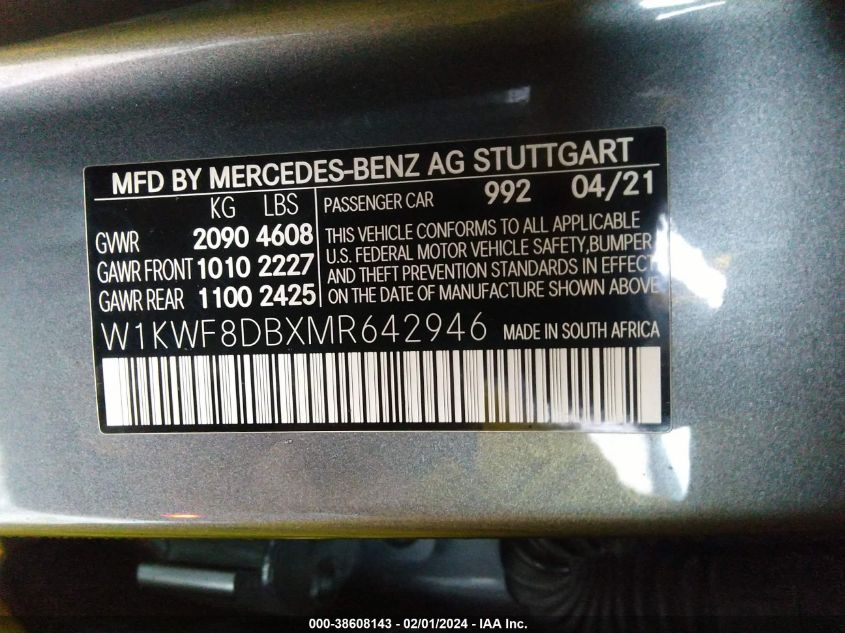 MFD BY MERCEDES-BENZ AG STUTTGART
KG LBS
GVWR 2090 4608
GAWR FRONT 1010 2227
GAWR REAR 1100 2425
PASSENGER CAR 992 04/21
THIS VEHICLE CONFORMS TO ALL APPLICABLE
U.S. FEDERAL MOTOR VEHICLE SAFETY,BUMPER
AND THEFT PREVENTION STANDARDS IN EFFECT
ON THE DATE OF MANUFACTURE SHOWN ABOVE
W1KWF8DBXMR642946 MADE IN SOUTH AFRICA
000-38608143 - 02/01/2024 - IAA Inc.